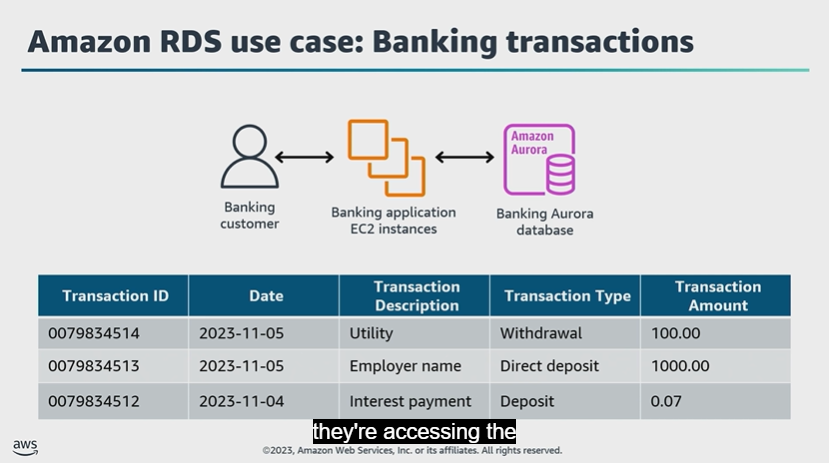 Amazon RDS use case: Banking transactions
Amazon
Aurora
Banking
customer
Banking application
EC2 instances
Banking Aurora
database
Transaction ID Date Transaction Description Transaction Type Transaction Amount
0079834514 2023-11-05 Utility Withdrawal 100.00
0079834513 2023-11-05 Employer name Direct deposit 1000.00
0079834512 2023-11-04 Interest payment Deposit 0.07
they're accessing the
aws
©2023, Amazon Web Services, Inc. or its affiliates. All rights reserved.